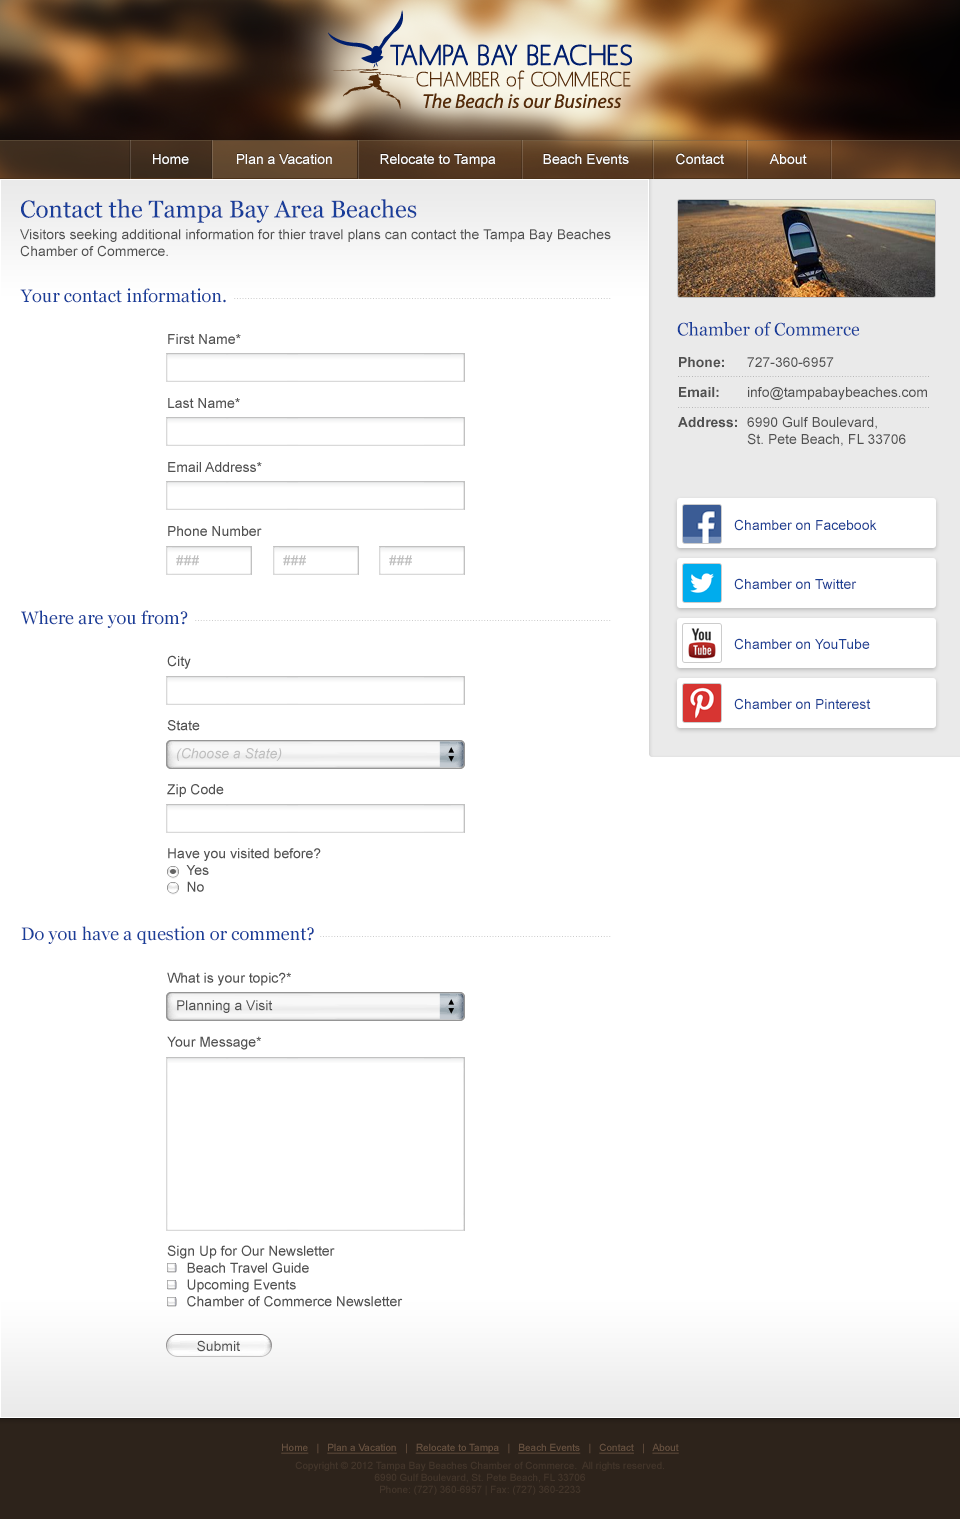 TAMPA BAY BEACHES
CHAMBER of COMMERCE
The Beach is our Business
Home
Plan a Vacation
Relocate to Tampa
Beach Events
Contact
About
Contact the Tampa Bay Area Beaches
Visitors seeking additional information for thier travel plans can contact the Tampa Bay Beaches
Chamber of Commerce.
Your contact information.
First Name*
Last Name*
Email Address*
Phone Number
### ### ###
Where are you from?
City
State
(Choose a State)
Zip Code
Have you visited before?
Yes
No
Do you have a question or comment?
What is your topic?*
Planning a Visit
Your Message*
Sign Up for Our Newsletter
Beach Travel Guide
Upcoming Events
Chamber of Commerce Newsletter
Submit
Chamber of Commerce
Phone: 727-360-6957
Email: info@tampabaybeaches.com
Address: 6990 Gulf Boulevard,
St. Pete Beach, FL 33706
Chamber on Facebook
Chamber on Twitter
You
Tube
Chamber on YouTube
Chamber on Pinterest
Home | Plan a Vacation | Relocate to Tampa | Beach Events | Contact | About
Copyright © 2012 Tampa Bay Beaches Chamber of Commerce. All rights reserved.
6990 Gulf Boulevard, St. Pete Beach, FL 33706
Phone: (727) 360-6957 | Fax: (727) 360-2233